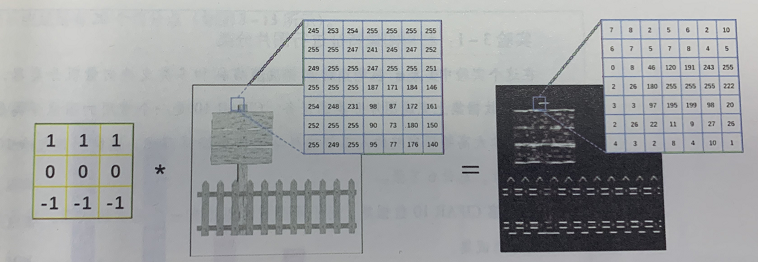 1 1 1
0 0 0
-1 -1 -1
*
245 253 254 255 255 255 255
255 255 247 241 245 247 252
249 255 255 247 255 255 251
255 255 255 187 171 184 146
254 248 231 98 87 172 161
252 255 255 90 73 180 150
255 249 255 95 77 176 140
=
7 8 2 5 6 2 10
6 7 5 7 8 4 5
0 8 46 120 191 243 255
2 26 180 255 255 255 222
3 3 97 195 199 98 20
2 26 22 11 9 27 26
4 3 2 8 4 10 1